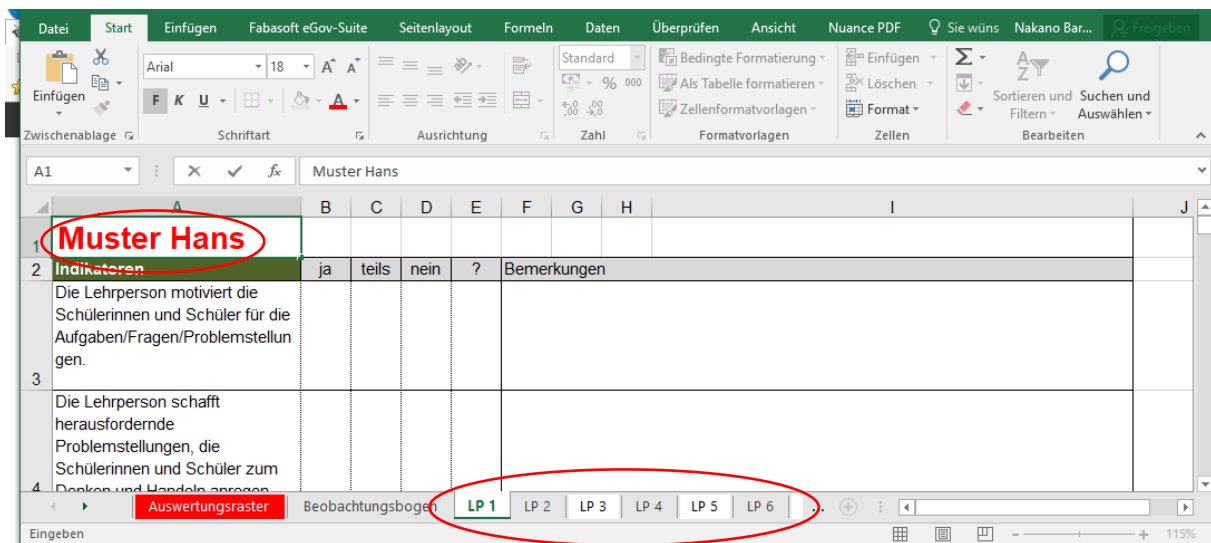 Datei Start Einfügen Fabasoft eGov-Suite Seitenlayout Formeln Daten Überprüfen Ansicht Nuance PDF Sie wüns Nakano Bar... Freigeben
Arial 18 A A Standard Bedingte Formatierung Einfügen Σ A Z
Einfügen F K U A % 000 Als Tabelle formatieren Löschen Sortieren und Suchen und
Zellenformatvorlagen Format Filtern Auswählen
Zwischenablage Schriftart Ausrichtung Zahl Formatvorlagen Zellen Bearbeiten
A1 fx Muster Hans
A B C D E F G H I J
1 Muster Hans
2 Indikatoren ja teils nein ? Bemerkungen
Die Lehrperson motiviert die
Schülerinnen und Schüler für die
Aufgaben/Fragen/Problemstellun
gen.
3
Die Lehrperson schafft
herausfordernde
Problemstellungen, die
Schülerinnen und Schüler zum
4 Denken und Handeln anregen
Auswertungsraster Beobachtungsbogen LP 1 LP 2 LP 3 LP 4 LP 5 LP 6 ...
Eingeben 115%